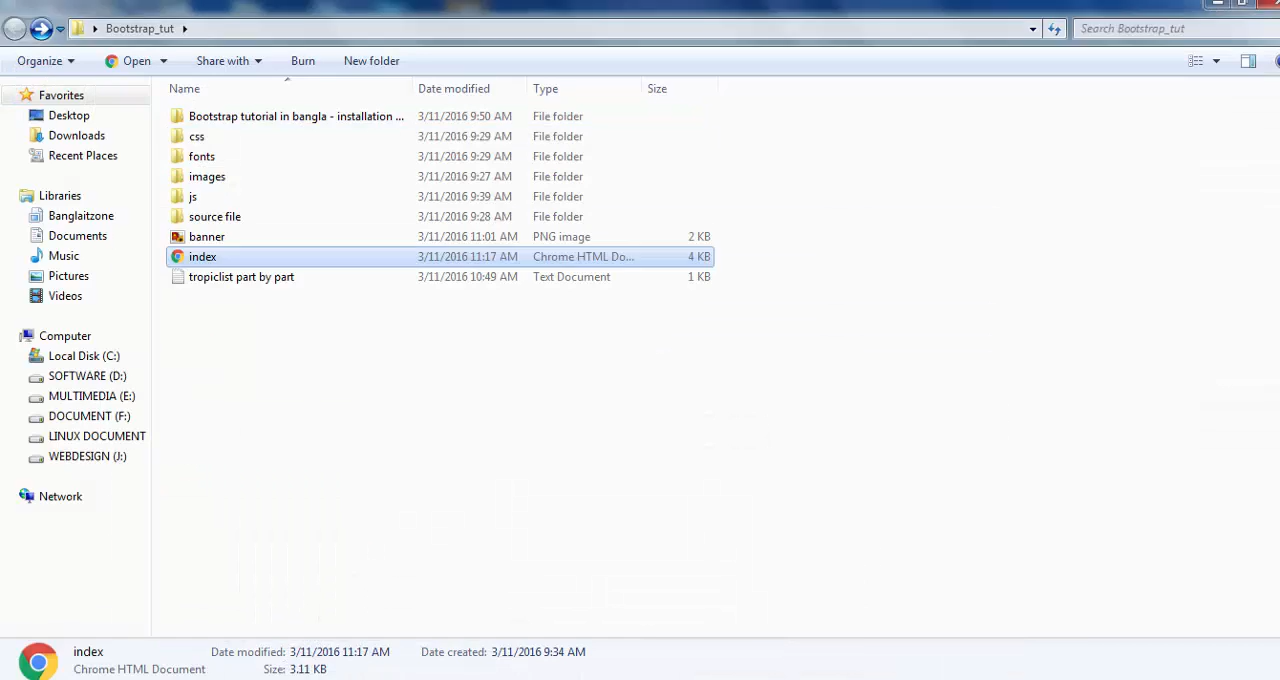 Bootstrap_tut
Search Bootstrap_tut
Organize Open Share with Burn New folder
Name Date modified Type Size
Favorites
Desktop
Downloads
Recent Places
Libraries
Banglaitzone
Documents
Music
Pictures
Videos
Computer
Local Disk (C:)
SOFTWARE (D:)
MULTIMEDIA (E:)
DOCUMENT (F:)
LINUX DOCUMENT
WEBDESIGN (J:)
Network
Bootstrap tutorial in bangla - installation ... 3/11/2016 9:50 AM File folder
css 3/11/2016 9:29 AM File folder
fonts 3/11/2016 9:29 AM File folder
images 3/11/2016 9:27 AM File folder
js 3/11/2016 9:39 AM File folder
source file 3/11/2016 9:28 AM File folder
banner 3/11/2016 11:01 AM PNG image 2 KB
index 3/11/2016 11:17 AM Chrome HTML Do... 4 KB
tropiclist part by part 3/11/2016 10:49 AM Text Document 1 KB
index Date modified: 3/11/2016 11:17 AM Date created: 3/11/2016 9:34 AM
Chrome HTML Document Size: 3.11 KB